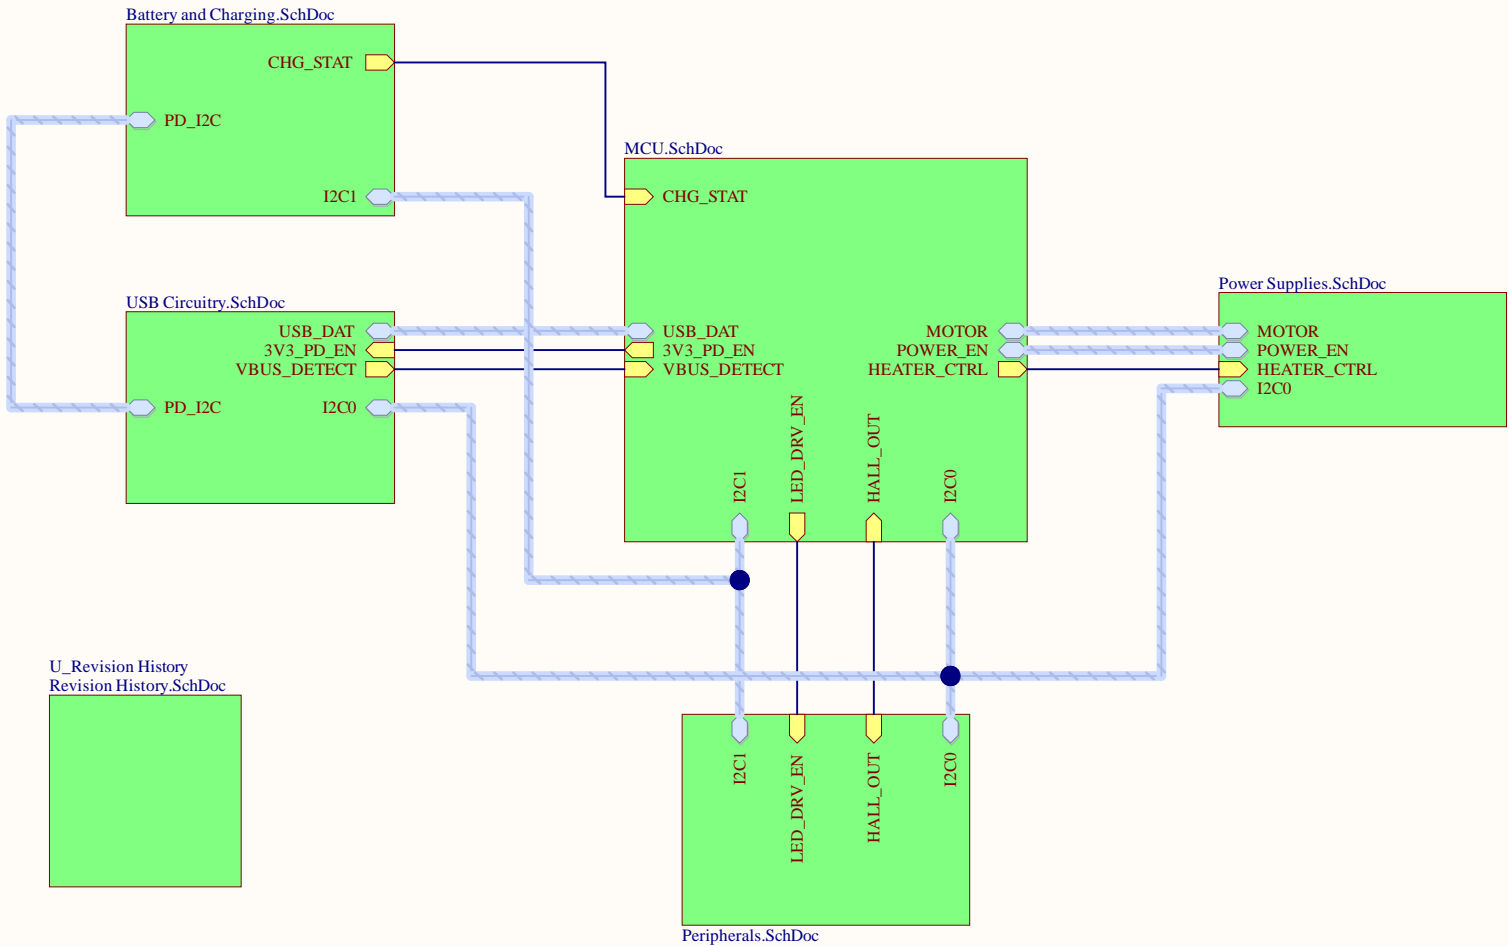 Battery and Charging.SchDoc
CHG_STAT
PD_I2C
I2C1
MCU.SchDoc
CHG_STAT
USB_DAT
3V3_PD_EN
VBUS_DETECT
MOTOR
POWER_EN
HEATER_CTRL
I2C1
LED_DRV_EN
HALL_OUT
I2C0
USB Circuitry.SchDoc
USB_DAT
3V3_PD_EN
VBUS_DETECT
PD_I2C
I2C0
Power Supplies.SchDoc
MOTOR
POWER_EN
HEATER_CTRL
I2C0
U_Revision History
Revision History.SchDoc
I2C1
LED_DRV_EN
HALL_OUT
I2C0
Peripherals.SchDoc